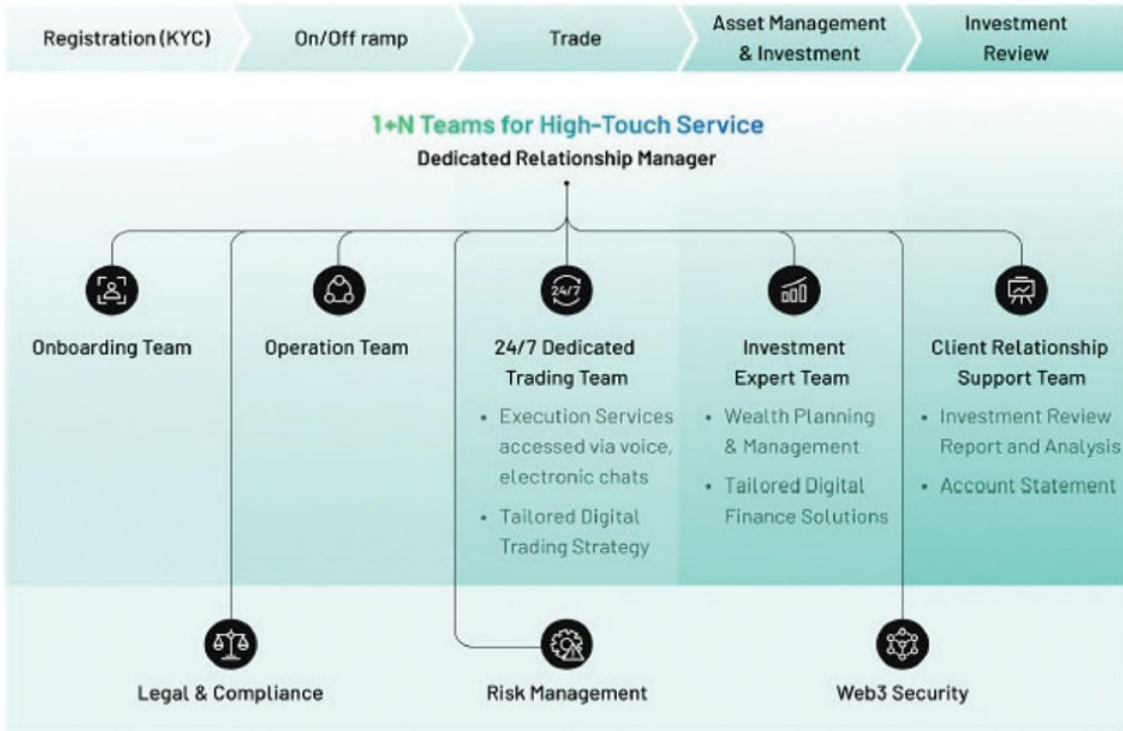 Registration (KYC)
On/Off ramp
Trade
Asset Management
& Investment
Investment
Review
1+N Teams for High-Touch Service
Dedicated Relationship Manager
Onboarding Team
Operation Team
24/7
24/7 Dedicated
Trading Team
• Execution Services
accessed via voice,
electronic chats
• Tailored Digital
Trading Strategy
Investment
Expert Team
• Wealth Planning
& Management
• Tailored Digital
Finance Solutions
Client Relationship
Support Team
• Investment Review
Report and Analysis
• Account Statement
Legal & Compliance
Risk Management
Web3 Security